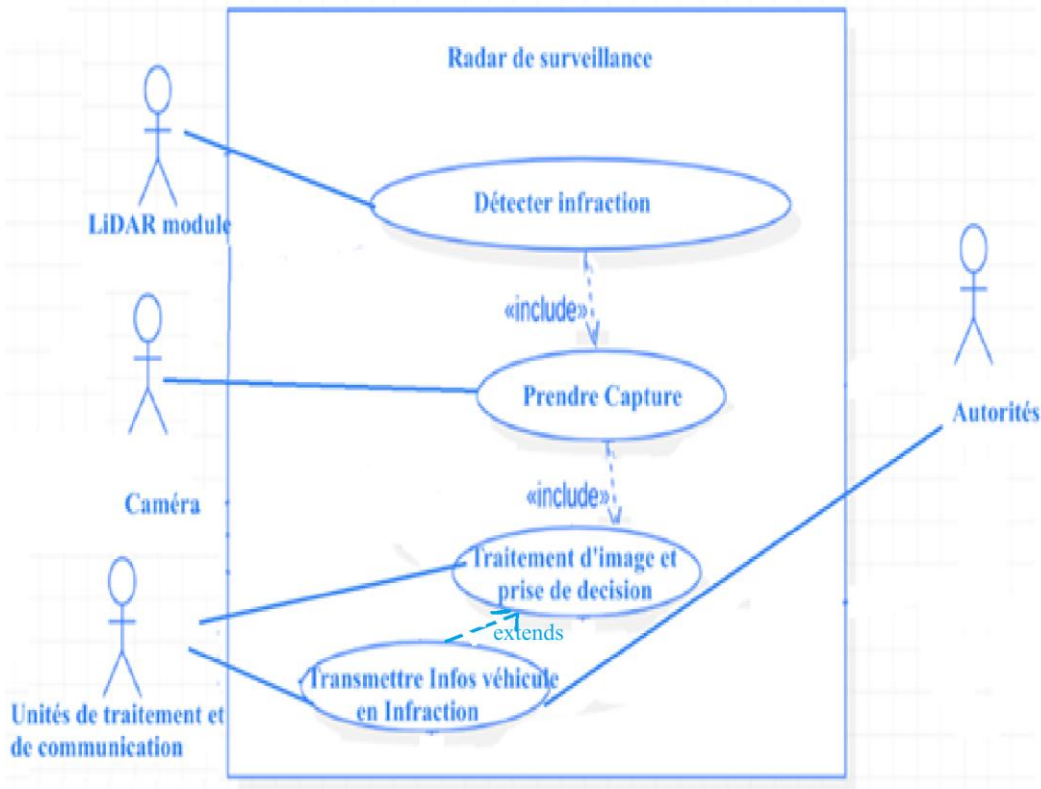 Radar de surveillance
LiDAR module
Détecter infraction
«include»
Prendre Capture
Autorités
«include»
Caméra
Traitement d'image et
prise de decision
extends
Transmettre Infos véhicule
en Infraction
Unités de traitement et
de communication